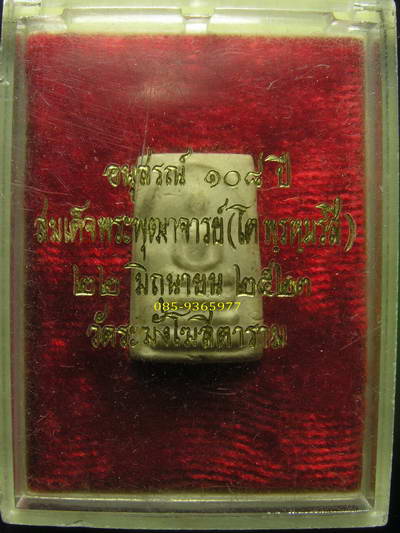 อนุสรณ์ ๑๐๘ ปี
สมเด็จพระพุฒาจารย์(โต พฺรหฺมรํสี)
๒๒ มิถุนายน ๒๕๒๓
085-9365977
วัดระฆังโฆสิตาราม